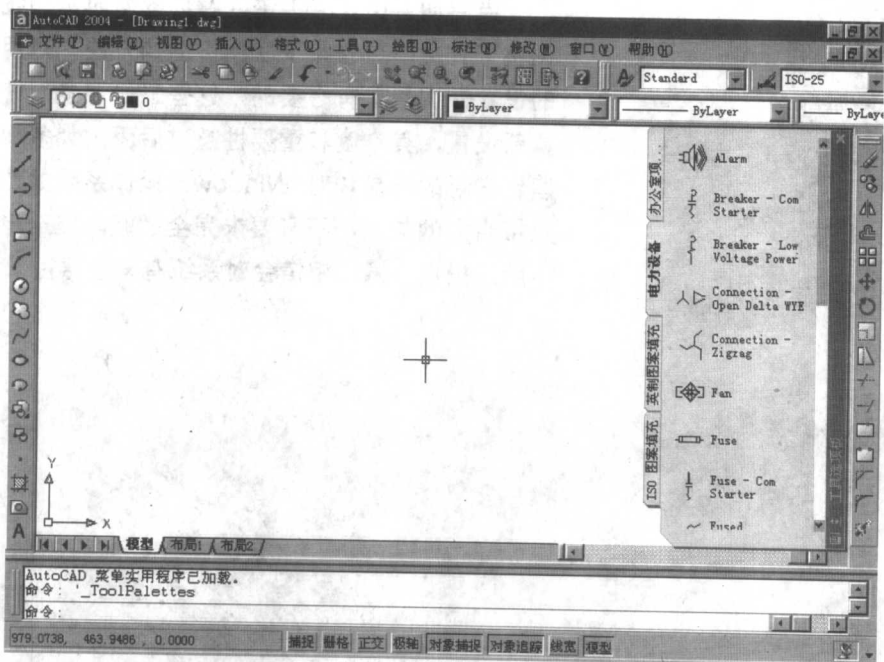 AutoCAD 2004 - [Drawing1.dwg]
文件(F) 编辑(E) 视图(V) 插入(I) 格式(O) 工具(T) 绘图(D) 标注(N) 修改(M) 窗口(W) 帮助(H)
Standard ISO-25
0 ByLayer ByLayer ByLaye
办公室项...
电力设备
英制图案填充
ISO 图案填充
Alarm
Breaker - Com
Starter
Breaker - Low
Voltage Power
Connection -
Open Delta WYE
Connection -
Zigzag
Fan
Fuse
Fuse - Com
Starter
Fused
Y
X
A
模型 布局1 布局2
AutoCAD 菜单实用程序已加载。
命令: '_ToolPalettes
命令:
979.0738, 463.9486 , 0.0000 捕捉 栅格 正交 极轴 对象捕捉 对象追踪 线宽 模型